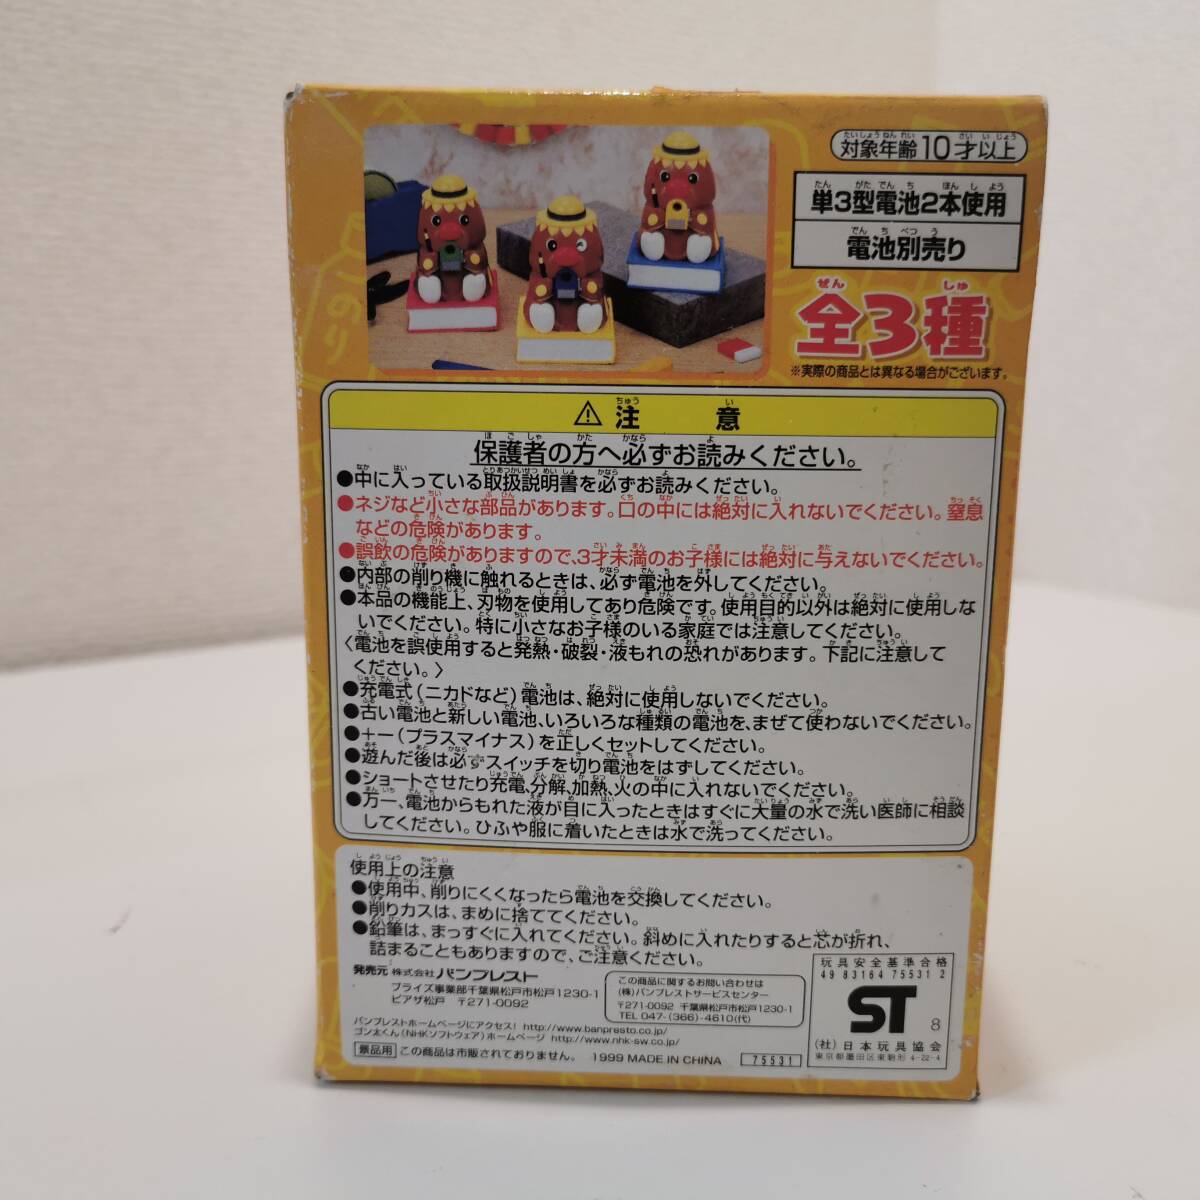 対象年齢10才以上
単3型電池2本使用
電池別売り
全3種
※実際の商品とは異なる場合がございます。
⚠注意
保護者の方へ必ずお読みください。
●中に入っている取扱説明書を必ずお読みください。
●ネジなど小さな部品があります。口の中には絶対に入れないでください。窒息
などの危険があります。
●誤飲の危険がありますので、3才未満のお子様には絶対に与えないでください。
●内部の削り機に触れるときは、必ず電池を外してください。
●本品の機能上、刃物を使用してあり危険です。使用目的以外は絶対に使用しな
いでください。特に小さなお子様のいる家庭では注意してください。
〈電池を誤使用すると発熱・破裂・液もれの恐れがあります。下記に注意して
ください。〉
●充電式(ニカドなど)電池は、絶対に使用しないでください。
●古い電池と新しい電池、いろいろな種類の電池を、まぜて使わないでください。
●＋－(プラスマイナス)を正しくセットしてください。
●遊んだ後は必ずスイッチを切り電池をはずしてください。
●ショートさせたり充電、分解、加熱、火の中に入れないでください。
●万一、電池からもれた液が目に入ったときはすぐに大量の水で洗い医師に相談
してください。ひふや服に着いたときは水で洗ってください。
使用上の注意
●使用中、削りにくくなったら電池を交換してください。
●削りカスは、まめに捨ててください。
●鉛筆は、まっすぐに入れてください。斜めに入れたりすると芯が折れ、
詰まることもありますので、ご注意ください。
発売元 株式会社 バンプレスト
プライズ事業部千葉県松戸市松戸1230-1
ピアザ松戸 〒271-0092
この商品に関するお問い合わせは
(株)バンプレストサービスセンター
〒271-0092 千葉県松戸市松戸1230-1
TEL 047-(366)-4610(代)
バンプレストホームページにアクセス! http://www.banpresto.co.jp/
ゴン太くん(NHKソフトウェア)ホームページ http://www.nhk-sw.co.jp/
景品用 この商品は市販されておりません。 1999 MADE IN CHINA 75531
玩具安全基準合格
49 83164 75531 2
ST
8
(社)日本玩具協会
東京都墨田区東駒形 4-22-4
のり